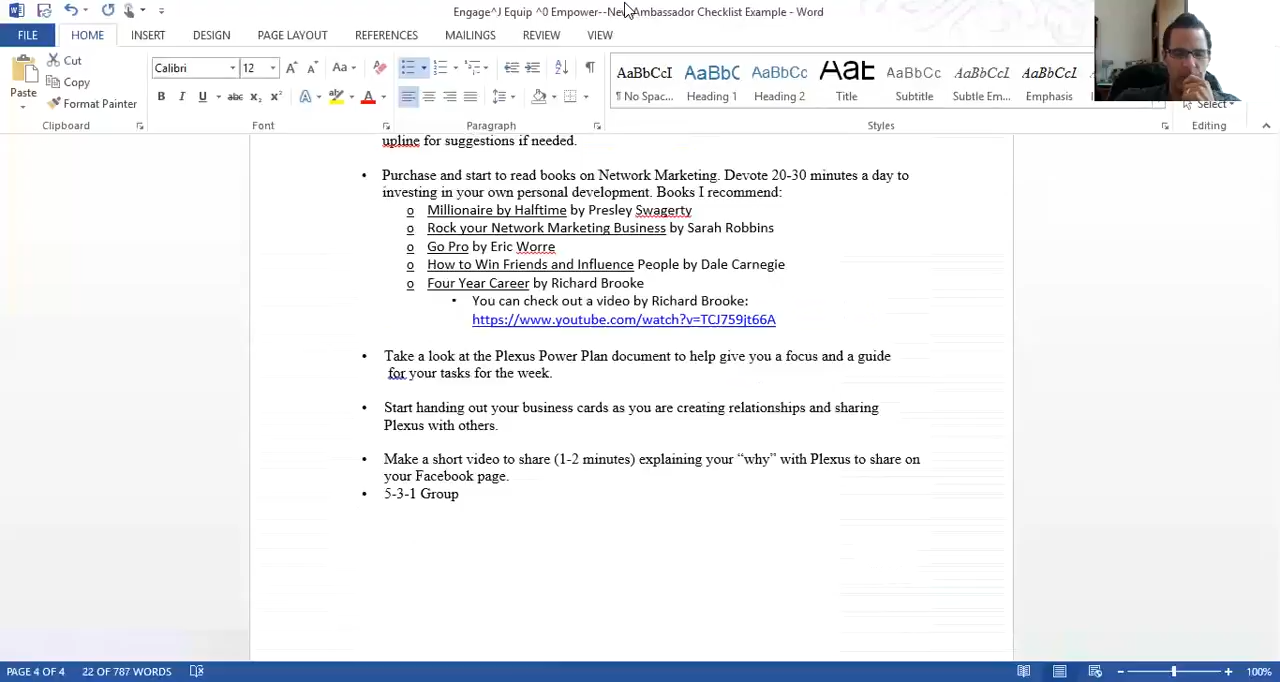 Engage^J Equip ^0 Empower--New Ambassador Checklist Example - Word
FILE HOME INSERT DESIGN PAGE LAYOUT REFERENCES MAILINGS REVIEW VIEW
Paste
Cut
Copy
Format Painter
Calibri 12
AaBbCcI AaBbC AaBbCc AaB AaBbCcD AaBbCcI AaBbCcI
¶ No Spac... Heading 1 Heading 2 Title Subtitle Subtle Em... Emphasis
Select
Clipboard Font Paragraph Styles Editing
upline for suggestions if needed.
• Purchase and start to read books on Network Marketing. Devote 20-30 minutes a day to
investing in your own personal development. Books I recommend:
o Millionaire by Halftime by Presley Swagerty
o Rock your Network Marketing Business by Sarah Robbins
o Go Pro by Eric Worre
o How to Win Friends and Influence People by Dale Carnegie
o Four Year Career by Richard Brooke
• You can check out a video by Richard Brooke:
https://www.youtube.com/watch?v=TCJ759jt66A
• Take a look at the Plexus Power Plan document to help give you a focus and a guide
for your tasks for the week.
• Start handing out your business cards as you are creating relationships and sharing
Plexus with others.
• Make a short video to share (1-2 minutes) explaining your “why” with Plexus to share on
your Facebook page.
• 5-3-1 Group
PAGE 4 OF 4 22 OF 787 WORDS 100%